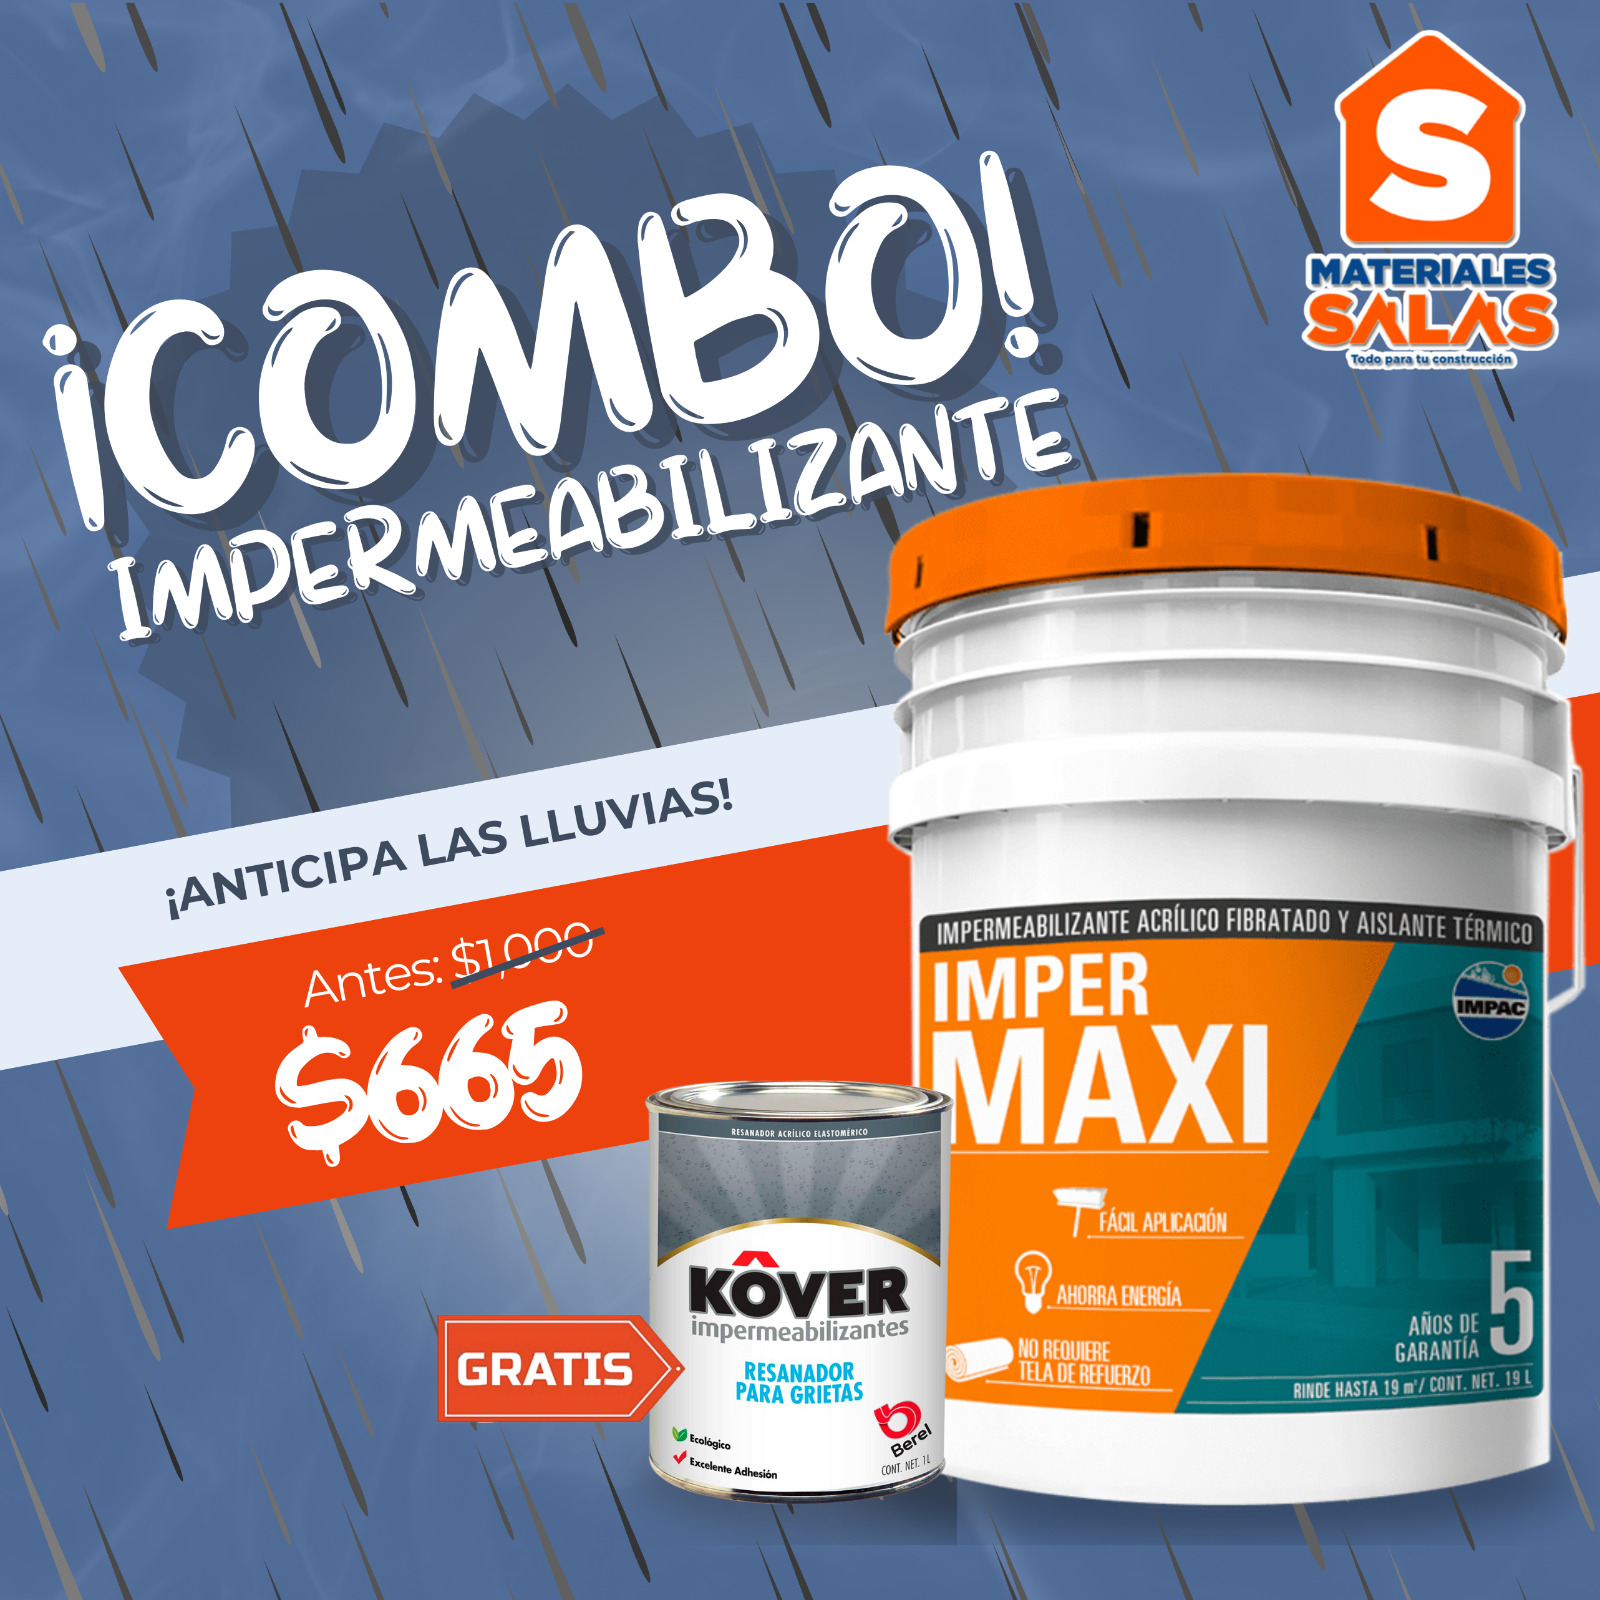 ¡COMBO!
IMPERMEABILIZANTE
S
MATERIALES
SALAS
Todo para tu construcción
¡ANTICIPA LAS LLUVIAS!
Antes: $1,000
$665
GRATIS
RESANADOR ACRÍLICO ELASTOMÉRICO
KÔVER
impermeabilizantes
RESANADOR
PARA GRIETAS
Ecológico
Excelente Adhesión
Berel
CONT. NET. 1L
IMPERMEABILIZANTE ACRÍLICO FIBRATADO Y AISLANTE TÉRMICO
IMPER
MAXI
IMPAC
FÁCIL APLICACIÓN
AHORRA ENERGÍA
NO REQUIERE
TELA DE REFUERZO
5
AÑOS DE
GARANTÍA
RINDE HASTA 19 m²/ CONT. NET. 19 L